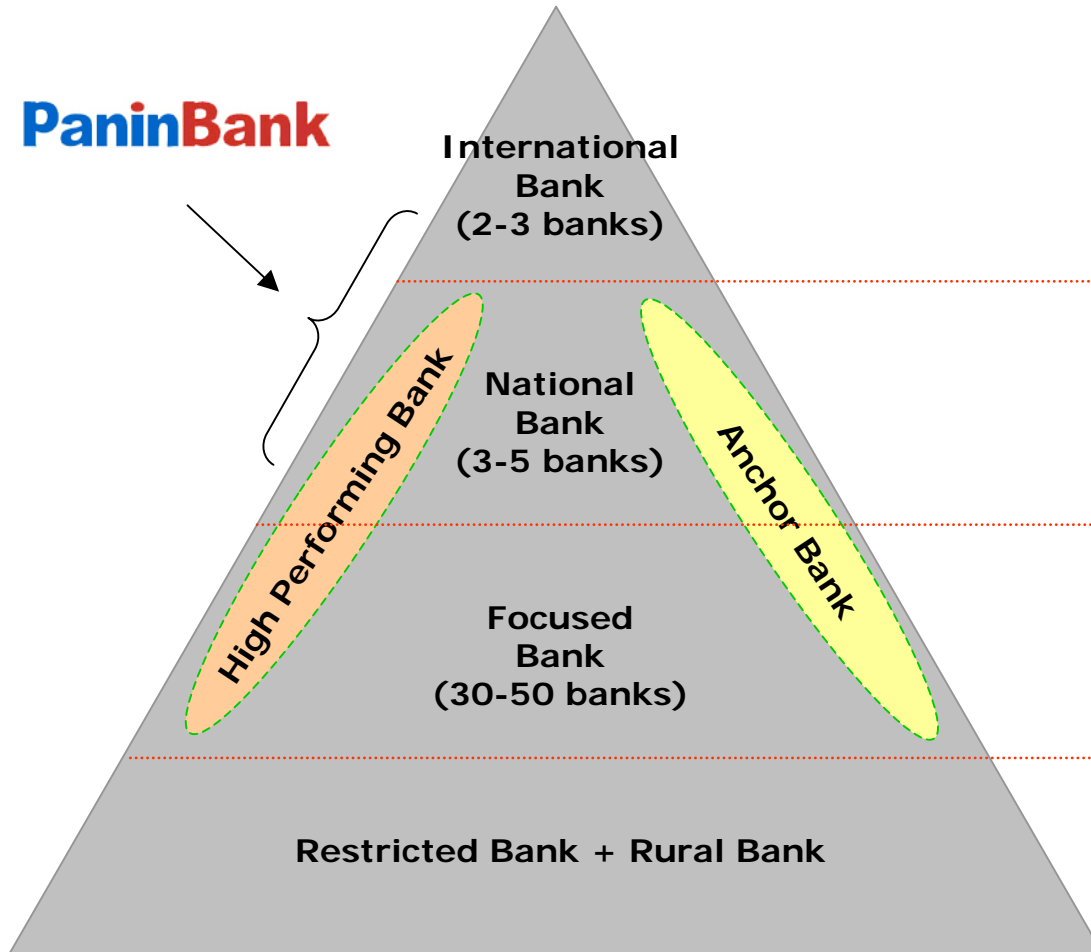 PaninBank
International
Bank
(2-3 banks)
High Performing Bank
National
Bank
(3-5 banks)
Anchor Bank
Focused
Bank
(30-50 banks)
Restricted Bank + Rural Bank